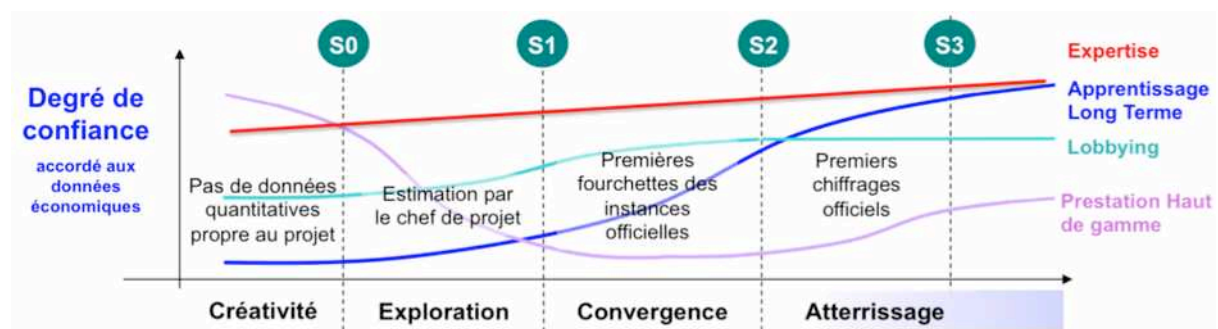 S0
S1
S2
S3
Degré de
confiance
accordé aux
données
économiques
Pas de données
quantitatives
propre au projet
Estimation par
le chef de projet
Premières
fourchettes des
instances
officielles
Premiers
chiffrages
officiels
Expertise
Apprentissage
Long Terme
Lobbying
Prestation Haut
de gamme
Créativité
Exploration
Convergence
Atterrissage